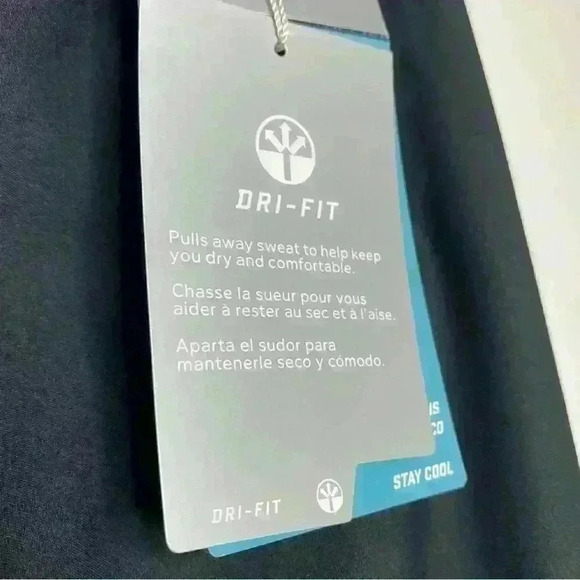 DRI-FIT
Pulls away sweat to help keep
you dry and comfortable.
Chasse la sueur pour vous
aider à rester au sec et à l'aise.
Aparta el sudor para
mantenerle seco y cómodo.
DRI-FIT
STAY COOL